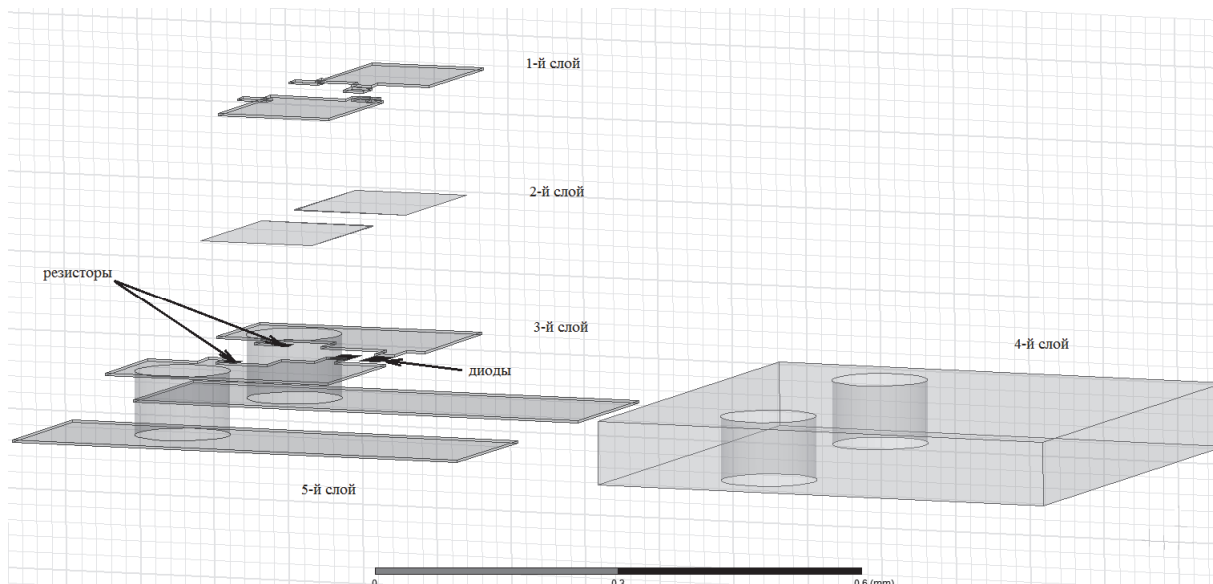 1-й слой
2-й слой
резисторы
3-й слой
4-й слой
диоды
5-й слой
0 0.3 0.6 (mm)